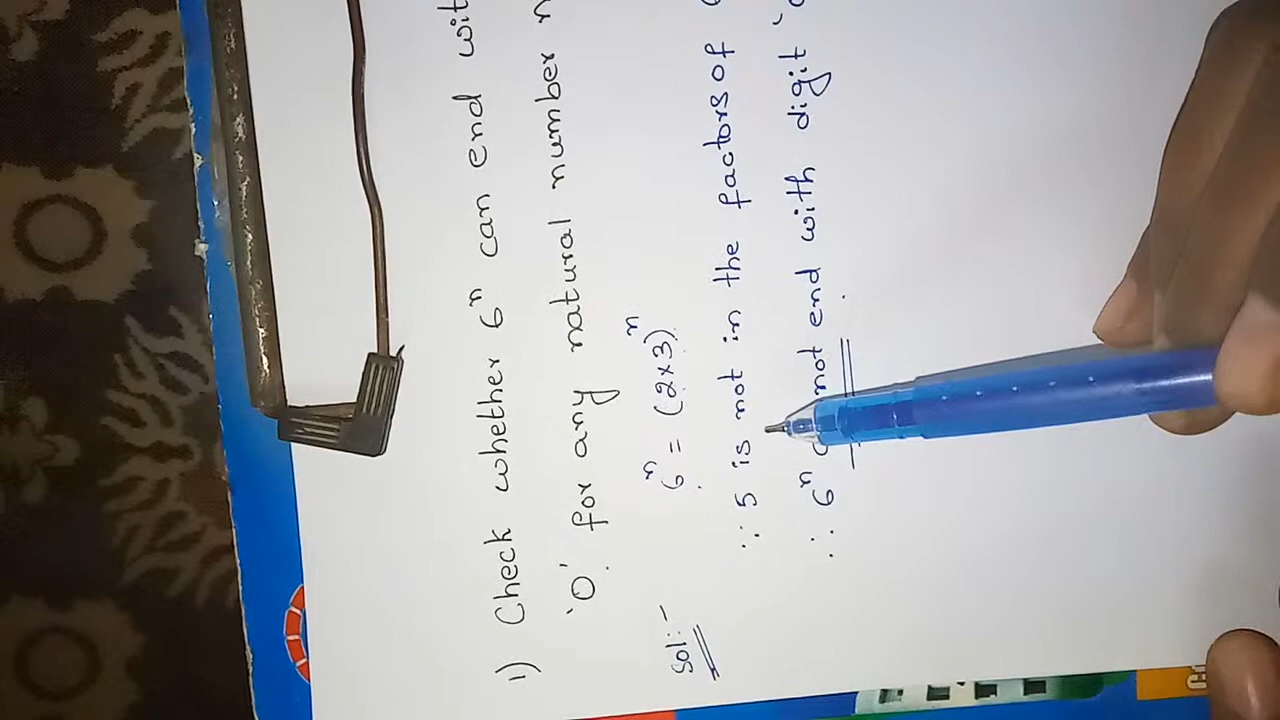 1) Check whether 6ⁿ can end wit
'0' for any natural number n
Sol:- 6ⁿ = (2×3)ⁿ
∵ 5 is not in the factors of
∴ 6ⁿ not end with digit '